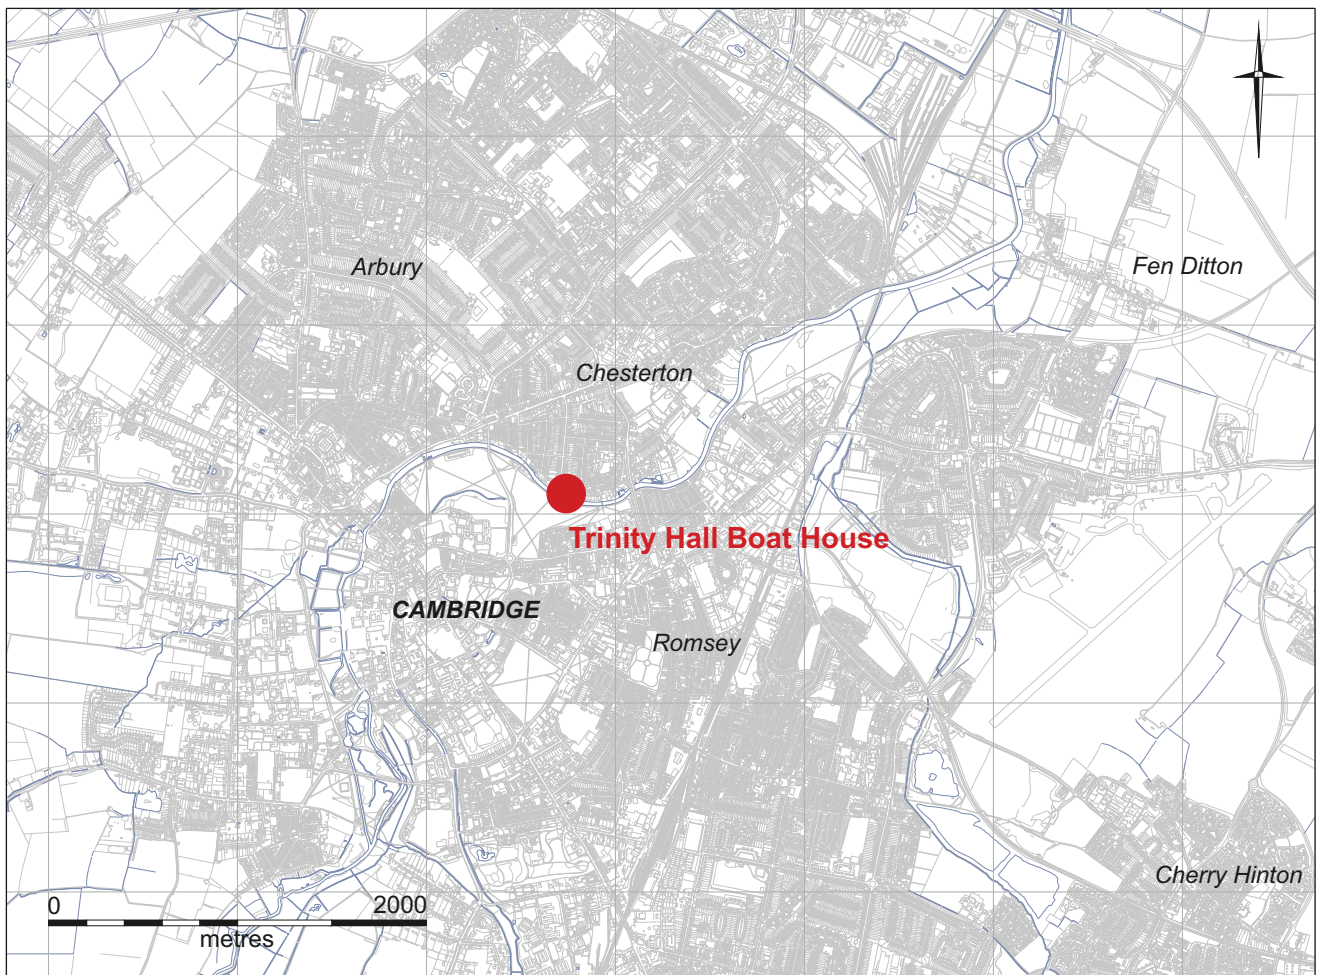 Arbury
Fen Ditton
Chesterton
Trinity Hall Boat House
CAMBRIDGE
Romsey
Cherry Hinton
0 2000
metres